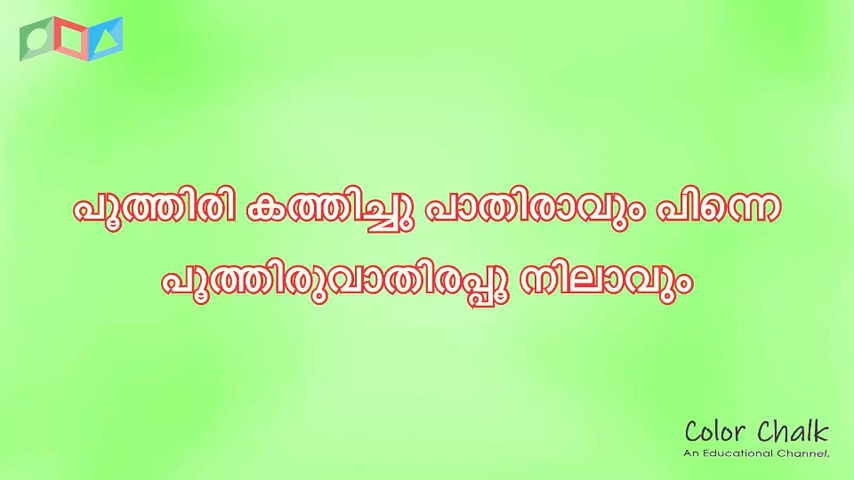 പൂത്തിരി കത്തിച്ചു പാതിരാവും പിന്നെ
പൂത്തിരുവാതിരപ്പൂ നിലാവും
Color Chalk
An Educational Channel.